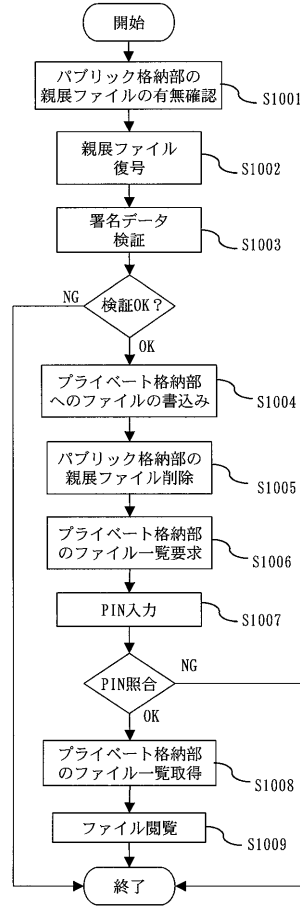 開始
パブリック格納部の
親展ファイルの有無確認
S1001
親展ファイル
復号
S1002
署名データ
検証
S1003
検証OK？
NG
OK
プライベート格納部
へのファイルの書込み
S1004
パブリック格納部の
親展ファイル削除
S1005
プライベート格納部
のファイル一覧要求
S1006
PIN入力
S1007
PIN照合
NG
OK
プライベート格納部
のファイル一覧取得
S1008
ファイル閲覧
S1009
終了